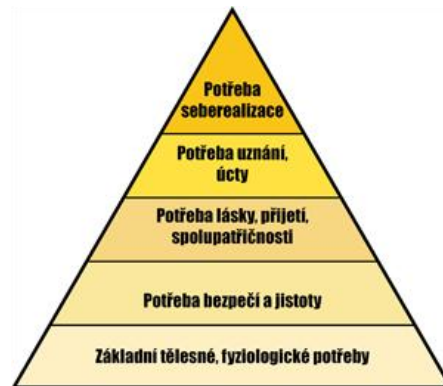 Potřeba
seberealizace
Potřeba uznání,
úcty
Potřeba lásky, přijetí,
spolupatřičnosti
Potřeba bezpečí a jistoty
Základní tělesné, fyziologické potřeby